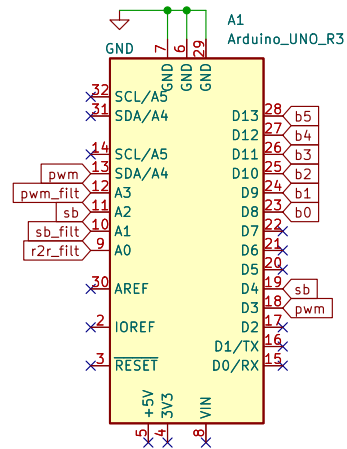 A1
Arduino_UNO_R3
GND
7 6 29
GND GND GND
32 SCL/A5
31 SDA/A4
D13 28 b5
D12 27 b4
14 SCL/A5
D11 26 b3
pwm 13 SDA/A4
D10 25 b2
pwm_filt 12 A3
D9 24 b1
sb 11 A2
D8 23 b0
sb_filt 10 A1
D7 22
r2r_filt 9 A0
D6 21
D5 20
30 AREF
D4 19 sb
D3 18 pwm
2 IOREF
D2 17
D1/TX 16
3 RESET
D0/RX 15
+5V 3V3 VIN
5 4 8